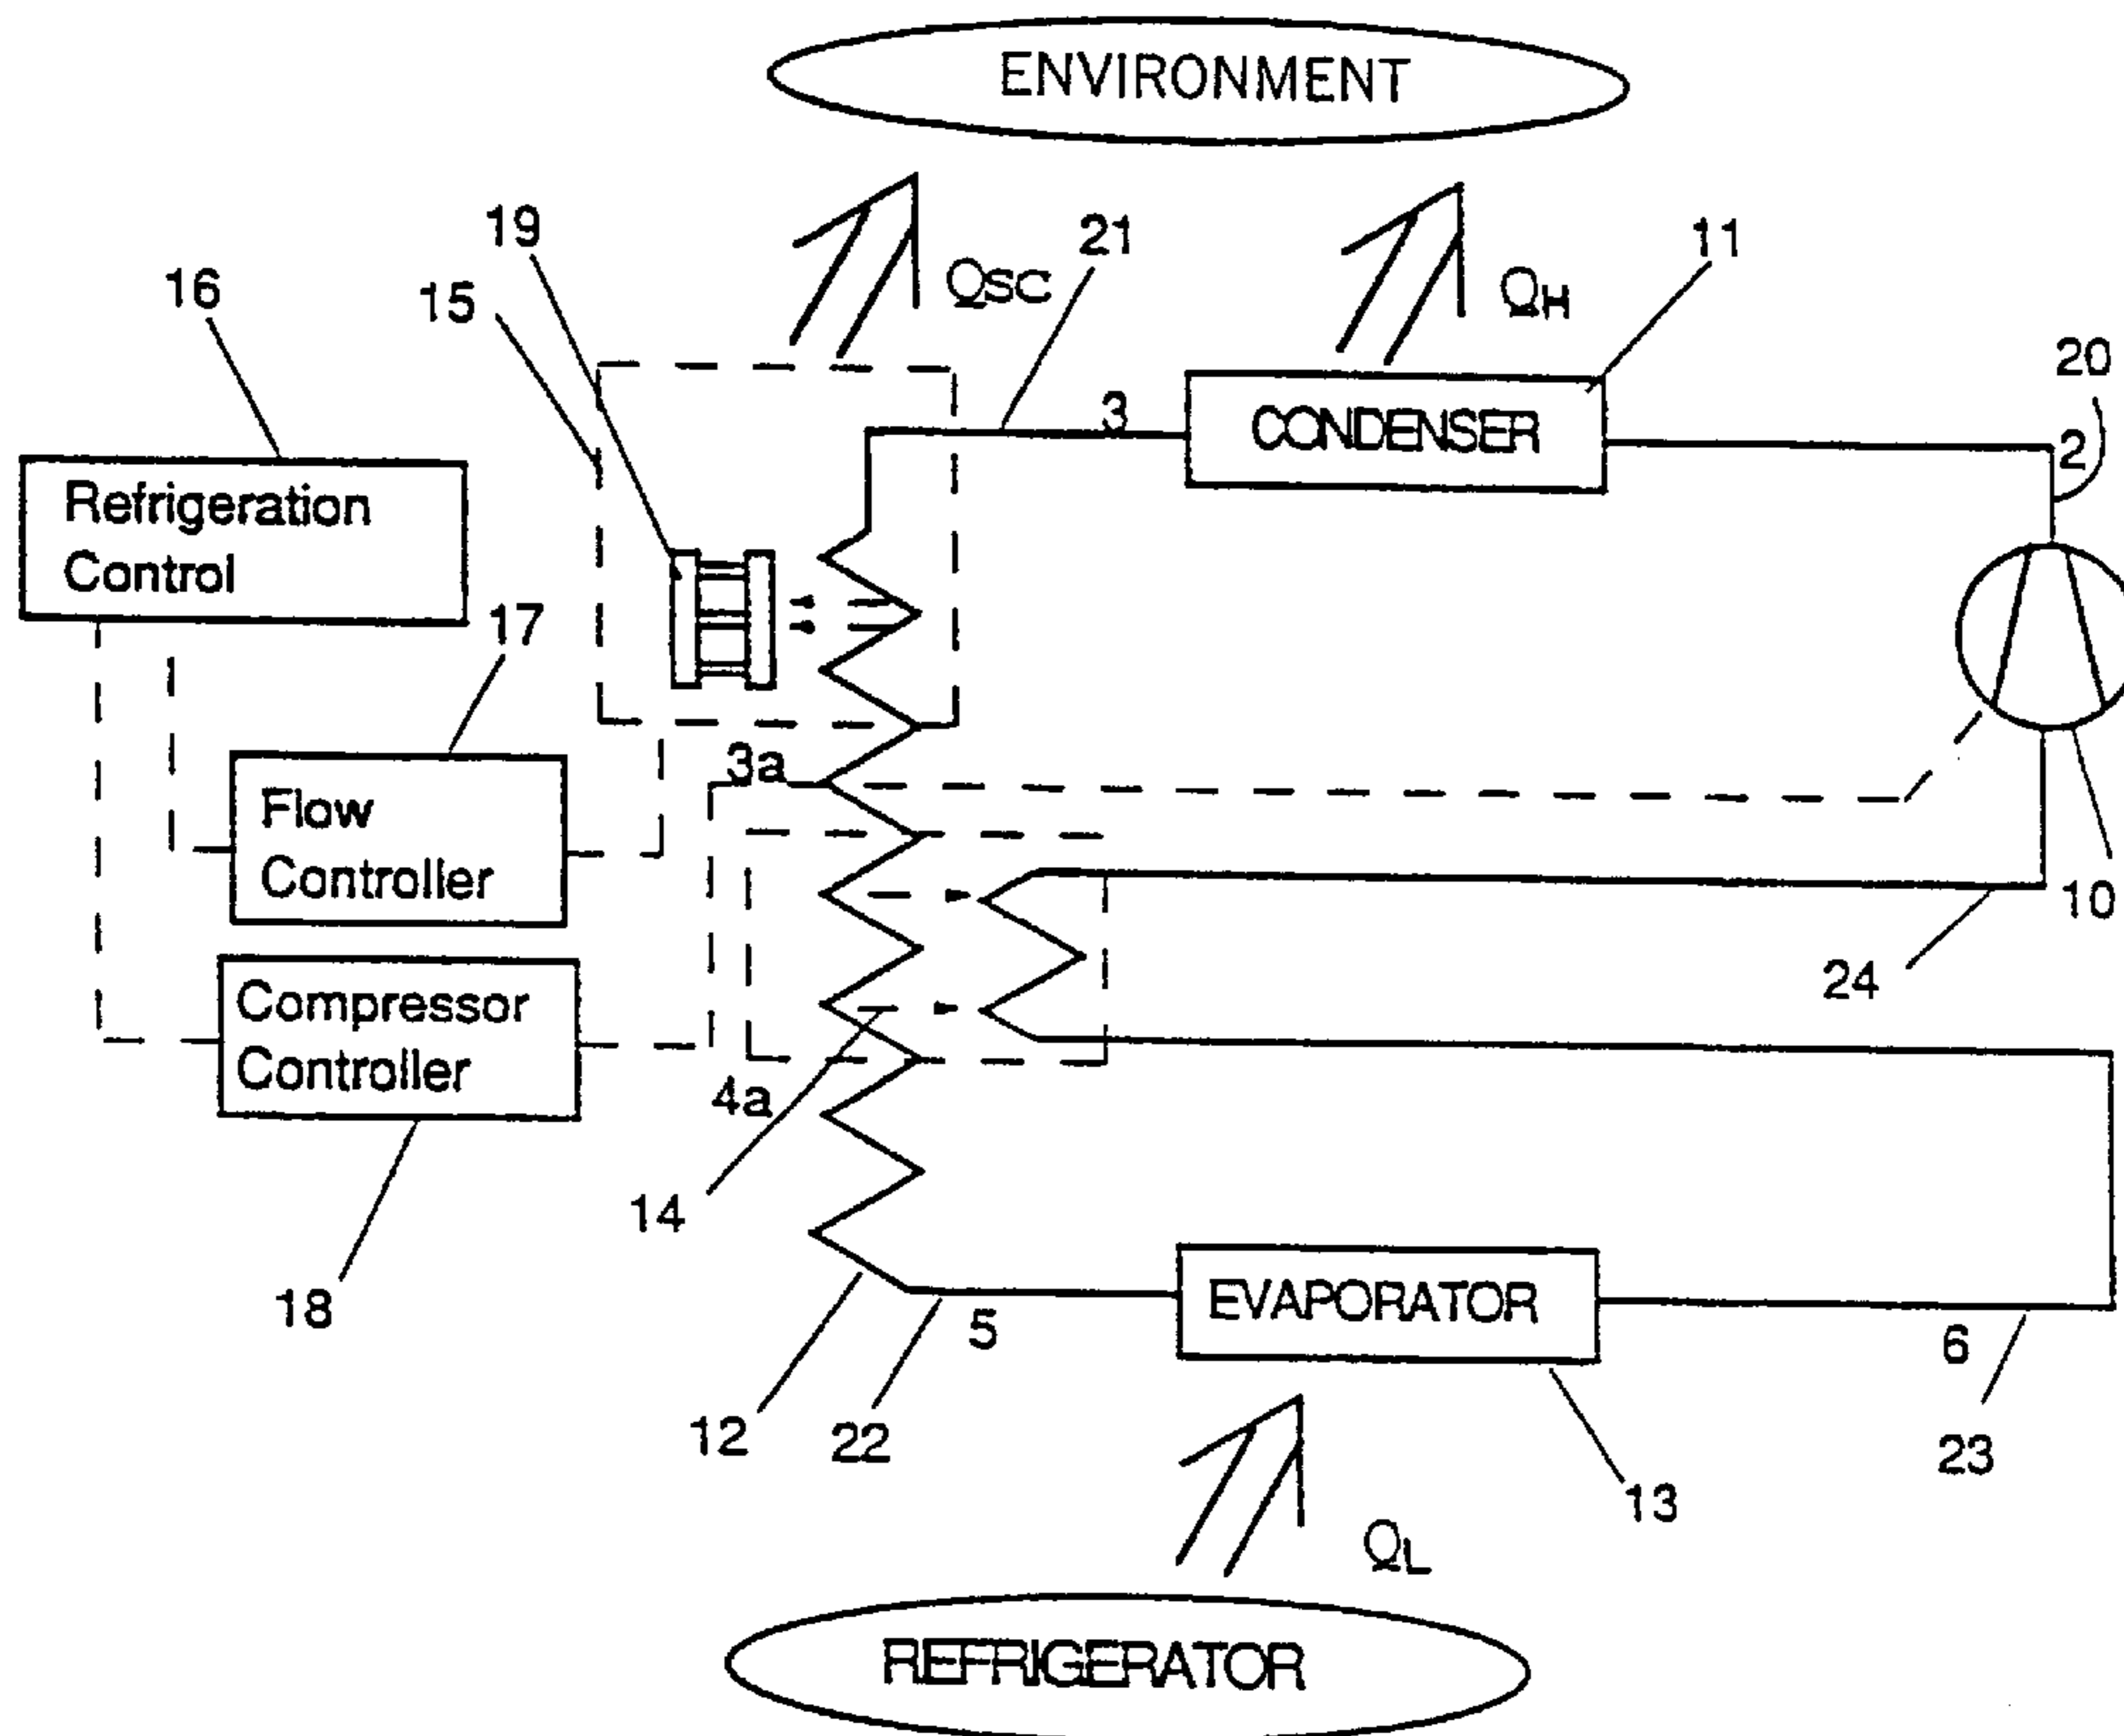 ENVIRONMENT
19
21
11
16
15
QSC
QH
20
3
CONDENSER
2
Refrigeration
Control
17
3a
Flow
Controller
10
24
Compressor
Controller
4a
14
18
5
EVAPORATOR
6
12
22
23
13
QL
REFRIGERATOR